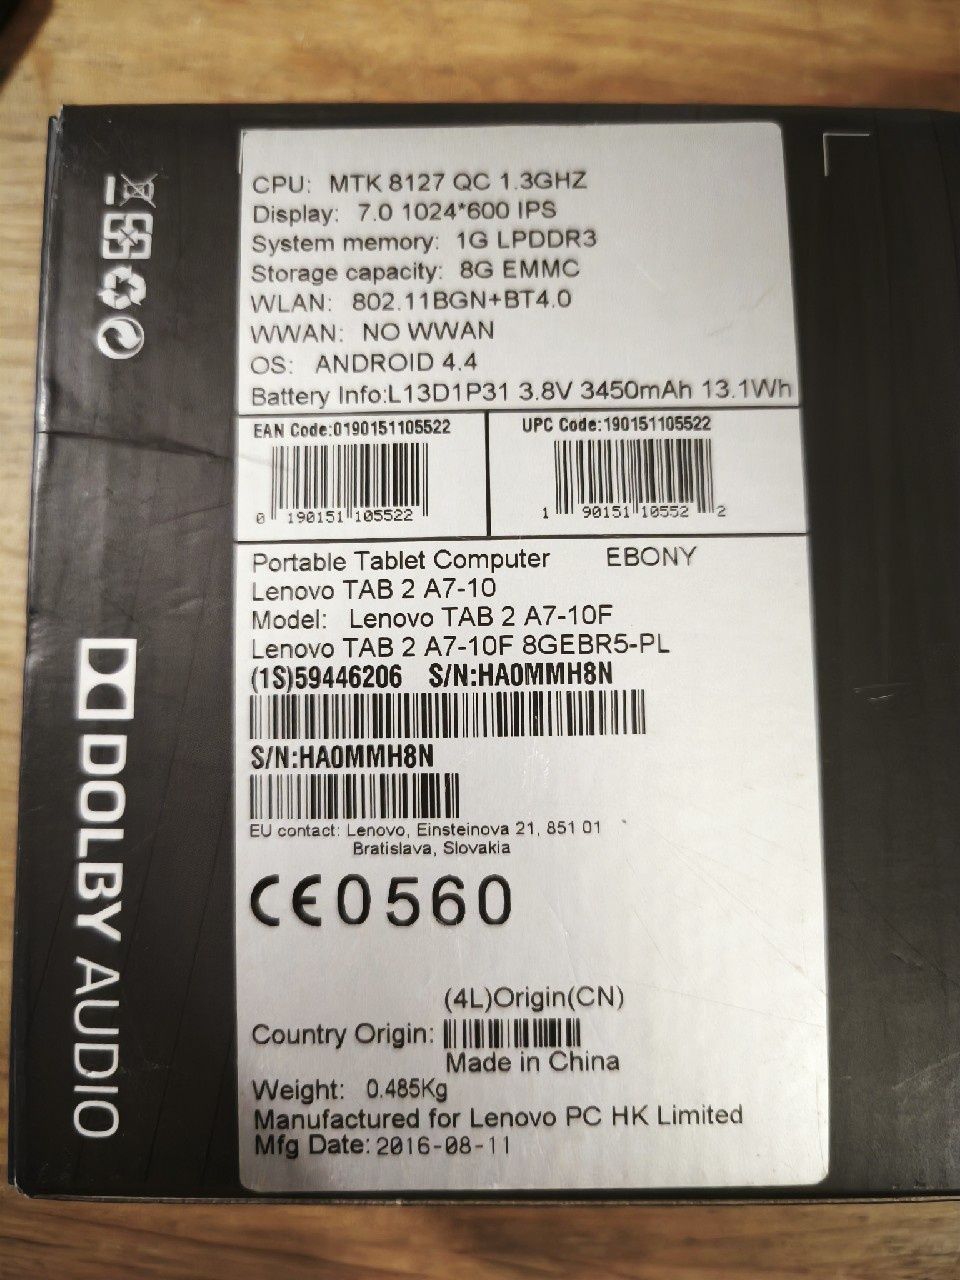 CPU: MTK 8127 QC 1.3GHZ
Display: 7.0 1024*600 IPS
System memory: 1G LPDDR3
Storage capacity: 8G EMMC
WLAN: 802.11BGN+BT4.0
WWAN: NO WWAN
OS: ANDROID 4.4
Battery Info:L13D1P31 3.8V 3450mAh 13.1Wh
EAN Code:0190151105522
0 190151 105522
UPC Code:190151105522
1 90151 10552 2
Portable Tablet Computer EBONY
Lenovo TAB 2 A7-10
Model: Lenovo TAB 2 A7-10F
Lenovo TAB 2 A7-10F 8GEBR5-PL
(1S)59446206 S/N:HA0MMH8N
S/N:HA0MMH8N
EU contact: Lenovo, Einsteinova 21, 851 01
Bratislava, Slovakia
CE0560
(4L)Origin(CN)
Country Origin:
Made in China
Weight: 0.485Kg
Manufactured for Lenovo PC HK Limited
Mfg Date: 2016-08-11
DOLBY AUDIO